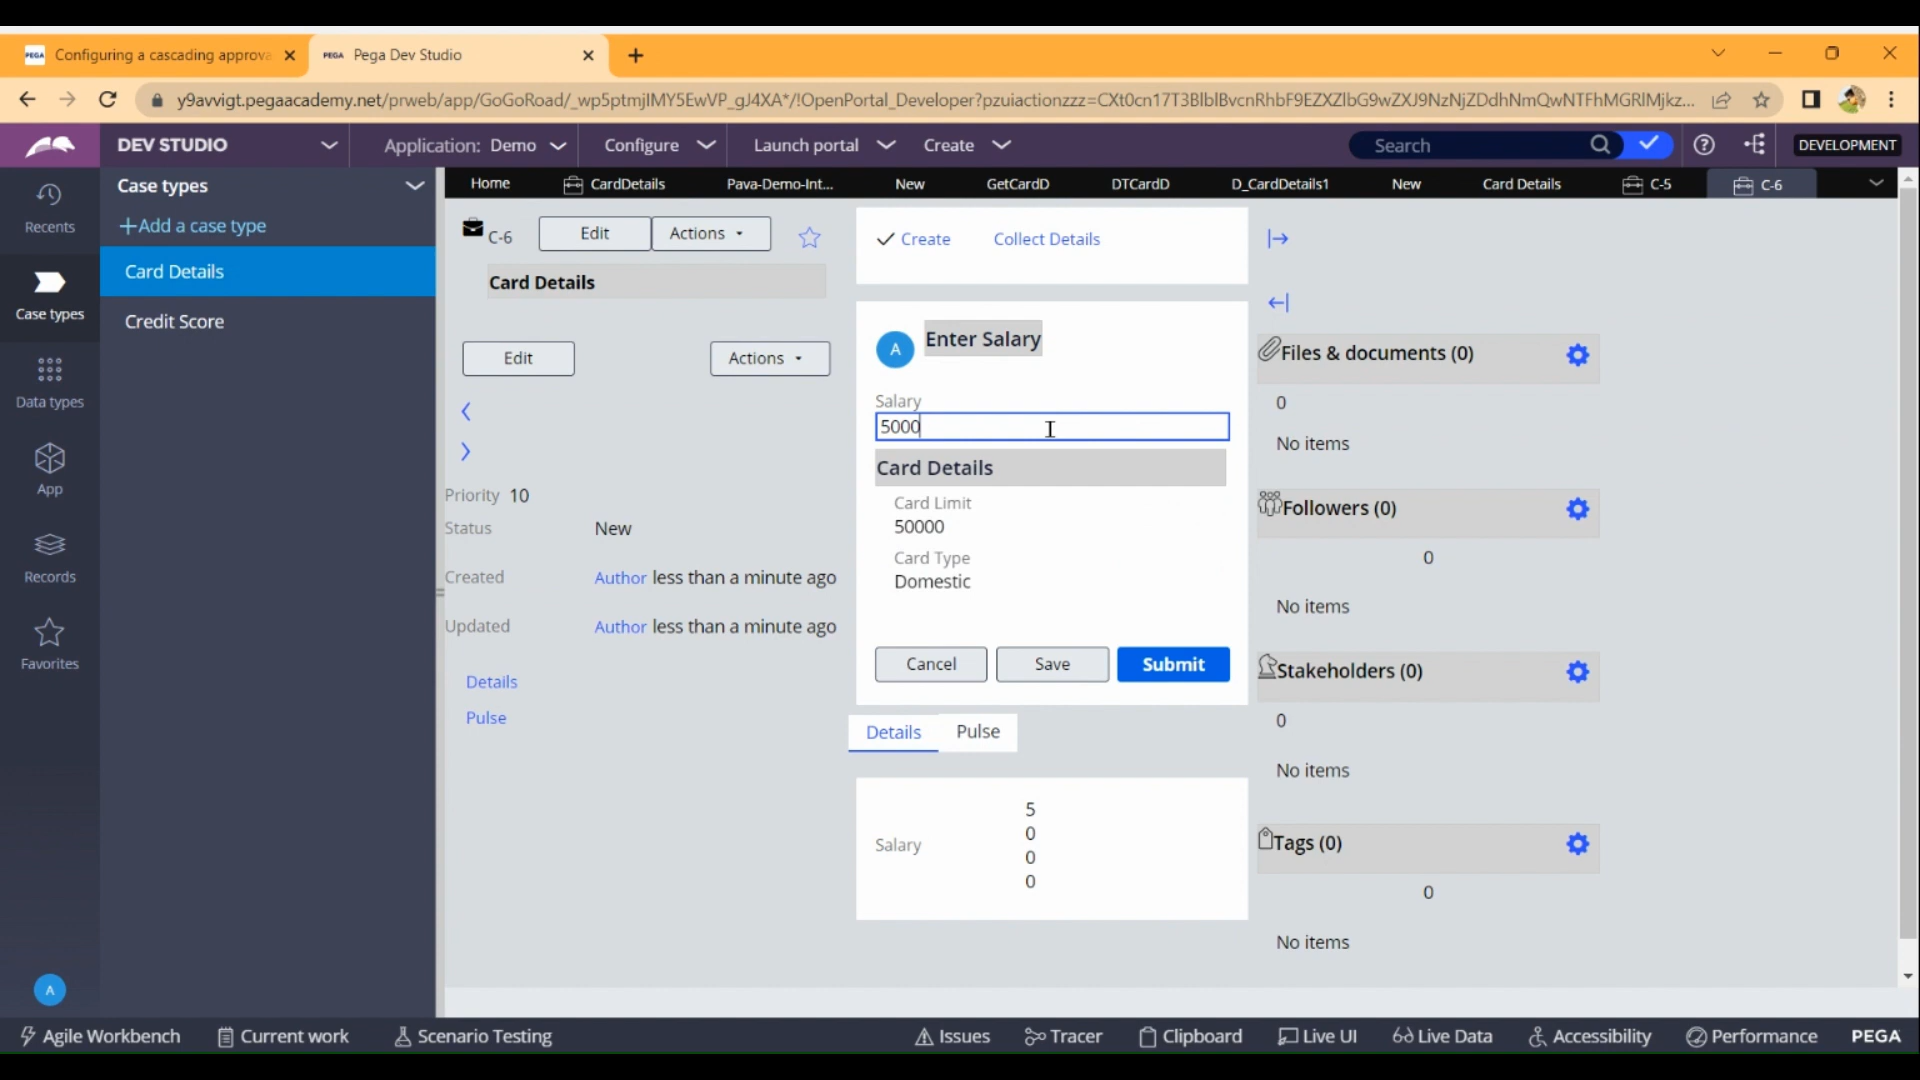 PEGA Configuring a cascading approva
PEGA Pega Dev Studio
y9avvigt.pegaacademy.net/prweb/app/GoGoRoad/_wp5ptmjIMY5EwVP_gJ4XA*/!OpenPortal_Developer?pzuiactionzzz=CXt0cn17T3BlblBvcnRhbF9EZXZlbG9wZXJ9NzNjZDdhNmQwNTFhMGRlMjkz...
DEV STUDIO
Application: Demo
Configure
Launch portal
Create
Search
DEVELOPMENT
Recents
Case types
Data types
App
Records
Favorites
A
Case types
+Add a case type
Card Details
Credit Score
Home
CardDetails
Pava-Demo-Int...
New
GetCardD
DTCardD
D_CardDetails1
New
Card Details
C-5
C-6
C-6
Edit
Actions
Card Details
Edit
Actions
Priority 10
Status New
Created Author less than a minute ago
Updated Author less than a minute ago
Details
Pulse
Create
Collect Details
A
Enter Salary
Salary
5000
Card Details
Card Limit
50000
Card Type
Domestic
Cancel
Save
Submit
Details
Pulse
Salary
5
0
0
0
Files & documents (0)
0
No items
Followers (0)
0
No items
Stakeholders (0)
0
No items
Tags (0)
0
No items
Agile Workbench
Current work
Scenario Testing
Issues
Tracer
Clipboard
Live UI
Live Data
Accessibility
Performance
PEGA